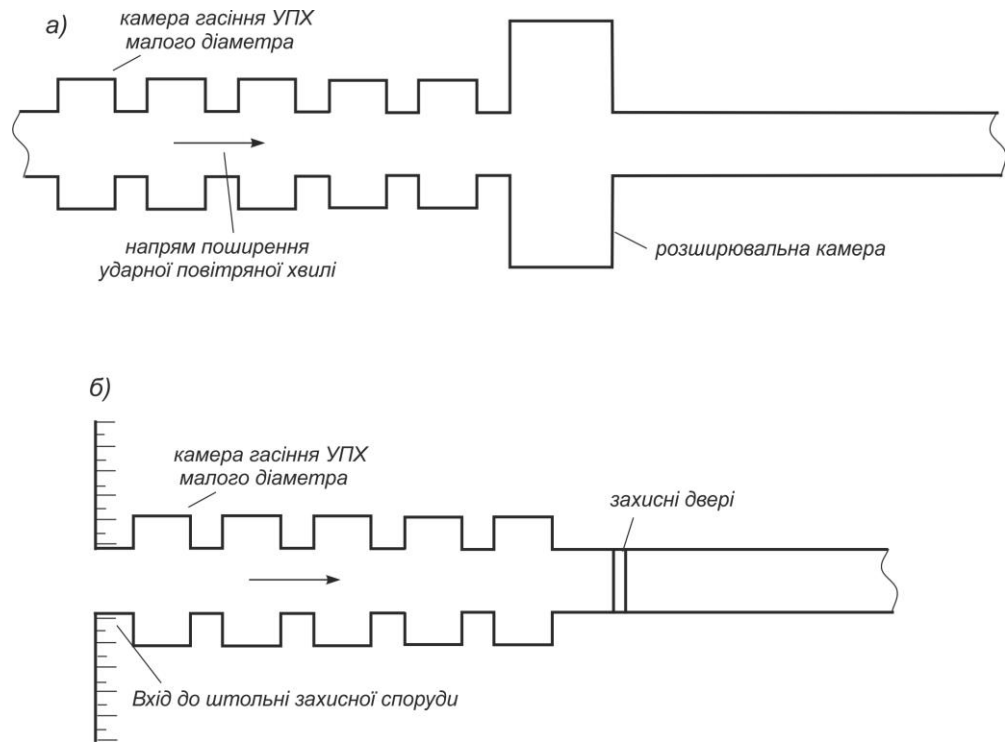 а)
камера гасіння УПХ
малого діаметра
напрям поширення
ударної повітряної хвилі
розширювальна камера
б)
камера гасіння УПХ
малого діаметра
захисні двері
Вхід до штольні захисної споруди